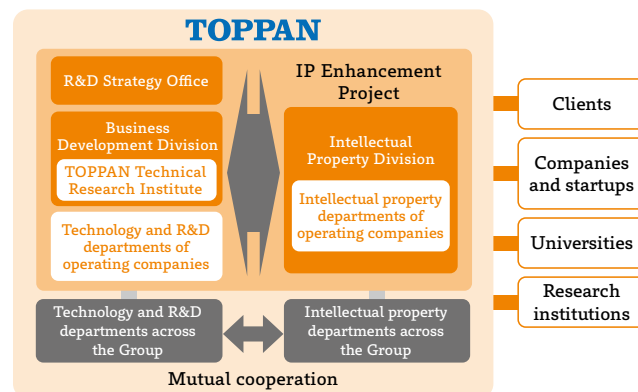 TOPPAN
R&D Strategy Office
Business
Development Division
TOPPAN Technical
Research Institute
Technology and R&D
departments of
operating companies
IP Enhancement
Project
Intellectual
Property Division
Intellectual property
departments of
operating companies
Technology and R&D
departments across
the Group
Intellectual property
departments across
the Group
Mutual cooperation
Clients
Companies
and startups
Universities
Research
institutions